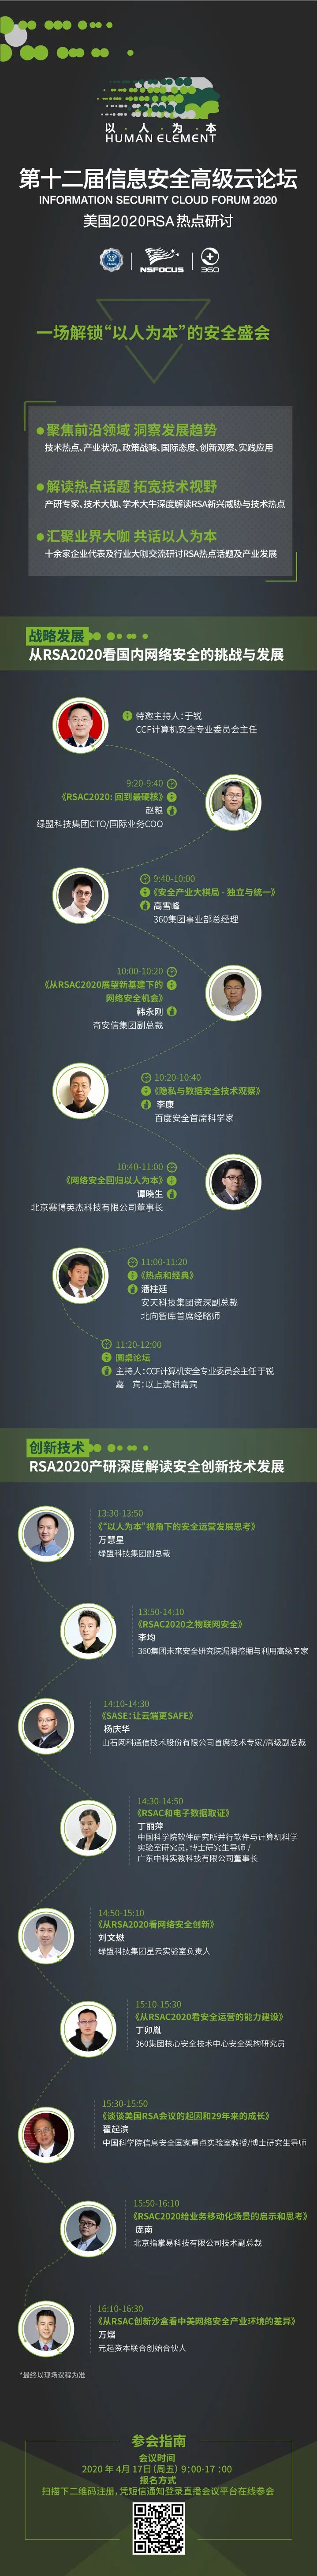 以·人·为·本
HUMAN ELEMENT
第十二届信息安全高级云论坛
INFORMATION SECURITY CLOUD FORUM 2020
美国2020RSA热点研讨
NSFOCUS
360
一场解锁“以人为本”的安全盛会
聚焦前沿领域 洞察发展趋势
技术热点、产业状况、政策战略、国际态度、创新观察、实践应用
解读热点话题 拓宽技术视野
产研专家、技术大咖、学术大牛深度解读RSA新兴威胁与技术热点
汇聚业界大咖 共话以人为本
十余家企业代表及行业大咖交流研讨RSA热点话题及产业发展
战略发展
从RSA2020看国内网络安全的挑战与发展
特邀主持人：于锐
CCF计算机安全专业委员会主任
9:20-9:40
《RSAC2020: 回到最硬核》
赵粮
绿盟科技集团CTO/国际业务COO
9:40-10:00
《安全产业大棋局 - 独立与统一》
高雪峰
360集团事业部总经理
10:00-10:20
《从RSAC2020展望新基建下的
网络安全机会》
韩永刚
奇安信集团副总裁
10:20-10:40
《隐私与数据安全技术观察》
李康
百度安全首席科学家
10:40-11:00
《网络安全回归以人为本》
谭晓生
北京赛博英杰科技有限公司董事长
11:00-11:20
《热点和经典》
潘柱廷
安天科技集团资深副总裁
北向智库首席经略师
11:20-12:00
圆桌论坛
主持人：CCF计算机安全专业委员会主任于锐
嘉 宾：以上演讲嘉宾
创新技术
RSA2020产研深度解读安全创新技术发展
13:30-13:50
《“以人为本”视角下的安全运营发展思考》
万慧星
绿盟科技集团副总裁
13:50-14:10
《RSAC2020之物联网安全》
李均
360集团未来安全研究院漏洞挖掘与利用高级专家
14:10-14:30
《SASE：让云端更SAFE》
杨庆华
山石网科通信技术股份有限公司首席技术专家/高级副总裁
14:30-14:50
《RSAC和电子数据取证》
丁丽萍
中国科学院软件研究所并行软件与计算机科学
实验室研究员，博士研究生导师 /
广东中科实数科技有限公司董事长
14:50-15:10
《从RSA2020看网络安全创新》
刘文懋
绿盟科技集团星云实验室负责人
15:10-15:30
《从RSAC2020看安全运营的能力建设》
丁卯胤
360集团核心安全技术中心安全架构研究员
15:30-15:50
《谈谈美国RSA会议的起因和29年来的成长》
翟起滨
中国科学院信息安全国家重点实验室教授/博士研究生导师
15:50-16:10
《RSAC2020给业务移动化场景的启示和思考》
庞南
北京指掌易科技有限公司技术副总裁
16:10-16:30
《从RSAC创新沙盒看中美网络安全产业环境的差异》
万熠
元起资本联合创始合伙人
*最终以现场议程为准
参会指南
会议时间
2020 年 4月 17日（周五）9：00-17：00
报名方式
扫描下二维码注册，凭短信通知登录直播会议平台在线参会